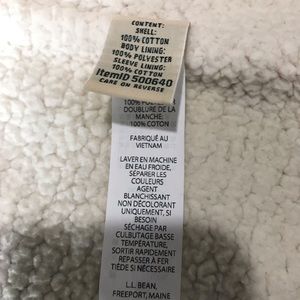 CONTENT:
SHELL:
100% COTTON
BODY LINING:
100% POLYESTER
SLEEVE LINING:
100% COTTON
ItemID 500640
CARE ON REVERSE
100% POLYESTER
DOUBLURE DE LA
MANCHE:
100% COTON
FABRIQUÉ AU
VIETNAM
LAVER EN MACHINE
EN EAU FROIDE,
SÉPARER LES
COULEURS
AGENT
BLANCHISSANT
NON DÉCOLORANT
UNIQUEMENT, SI
BESOIN
SÉCHAGE PAR
CULBUTAGE BASSE
TEMPÉRATURE,
SORTIR RAPIDEMENT
REPASSER À FER
TIÈDE SI NÉCESSAIRE
L.L. BEAN,
FREEPORT, MAINE